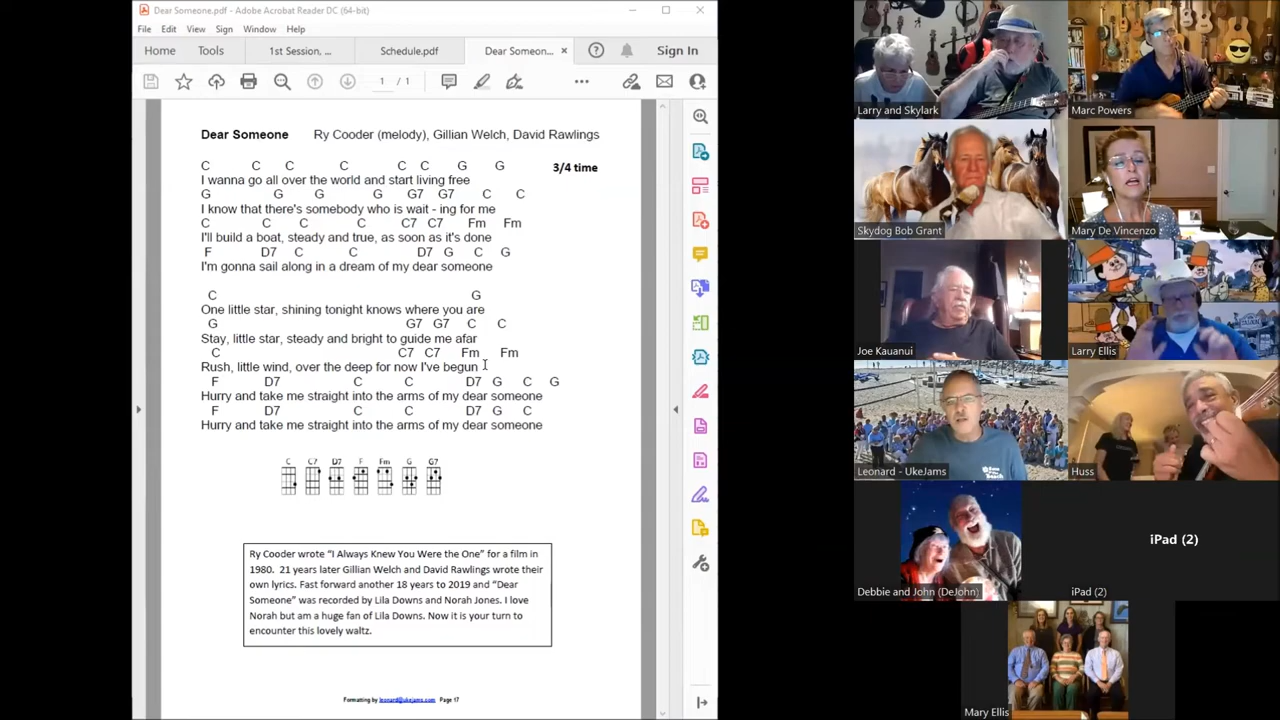 Dear Someone.pdf - Adobe Acrobat Reader DC (64-bit)
File Edit View Sign Window Help
Home Tools 1st Session, ... Schedule.pdf Dear Someon... × Sign In
1 / 1
Dear Someone Ry Cooder (melody), Gillian Welch, David Rawlings
3/4 time
C C C C C C G G
I wanna go all over the world and start living free
G G G G G7 G7 C C
I know that there's somebody who is wait - ing for me
C C C C C7 C7 Fm Fm
I'll build a boat, steady and true, as soon as it's done
F D7 C C D7 G C G
I'm gonna sail along in a dream of my dear someone
C G
One little star, shining tonight knows where you are
G G7 G7 C C
Stay, little star, steady and bright to guide me afar
C C7 C7 Fm Fm
Rush, little wind, over the deep for now I've begun
F D7 C C D7 G C G
Hurry and take me straight into the arms of my dear someone
F D7 C C D7 G C
Hurry and take me straight into the arms of my dear someone
C C7 D7 F Fm G G7
Ry Cooder wrote "I Always Knew You Were the One" for a film in
1980. 21 years later Gillian Welch and David Rawlings wrote their
own lyrics. Fast forward another 18 years to 2019 and "Dear
Someone" was recorded by Lila Downs and Norah Jones. I love
Norah but am a huge fan of Lila Downs. Now it is your turn to
encounter this lovely waltz.
Formatting by leonard@ukejams.com Page 17
Larry and Skylark
Marc Powers
Skydog Bob Grant
Mary De Vincenzo
Joe Kauanui
Larry Ellis
Leonard - UkeJams
Huss
Debbie and John (DeJohn)
iPad (2)
iPad (2)
Mary Ellis